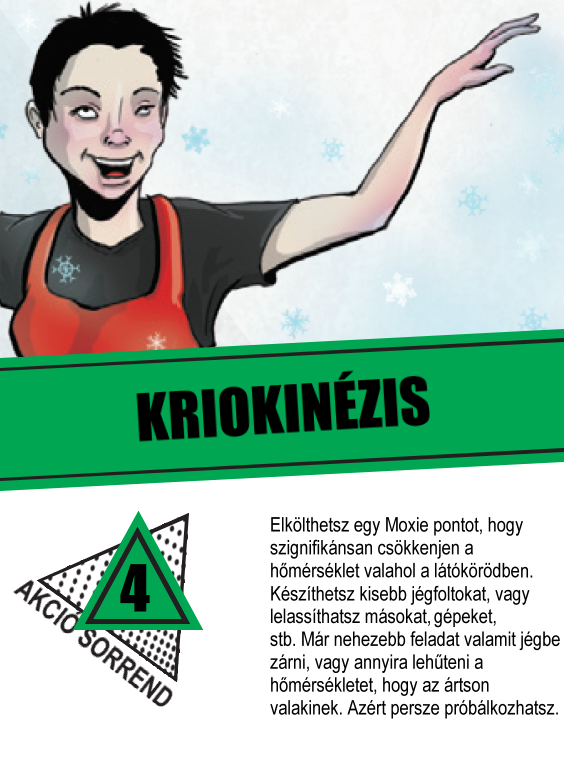 KRIOKINÉZIS
4
AKCIÓ SORREND
Elkölthetsz egy Moxie pontot, hogy
szignifikánsan csökkenjen a
hőmérséklet valahol a látókörödben.
Készíthetsz kisebb jégfoltokat, vagy
lelassíthatsz másokat, gépeket,
stb. Már nehezebb feladat valamit jégbe
zárni, vagy annyira lehűteni a
hőmérsékletet, hogy az ártson
valakinek. Azért persze próbálkozhatsz.